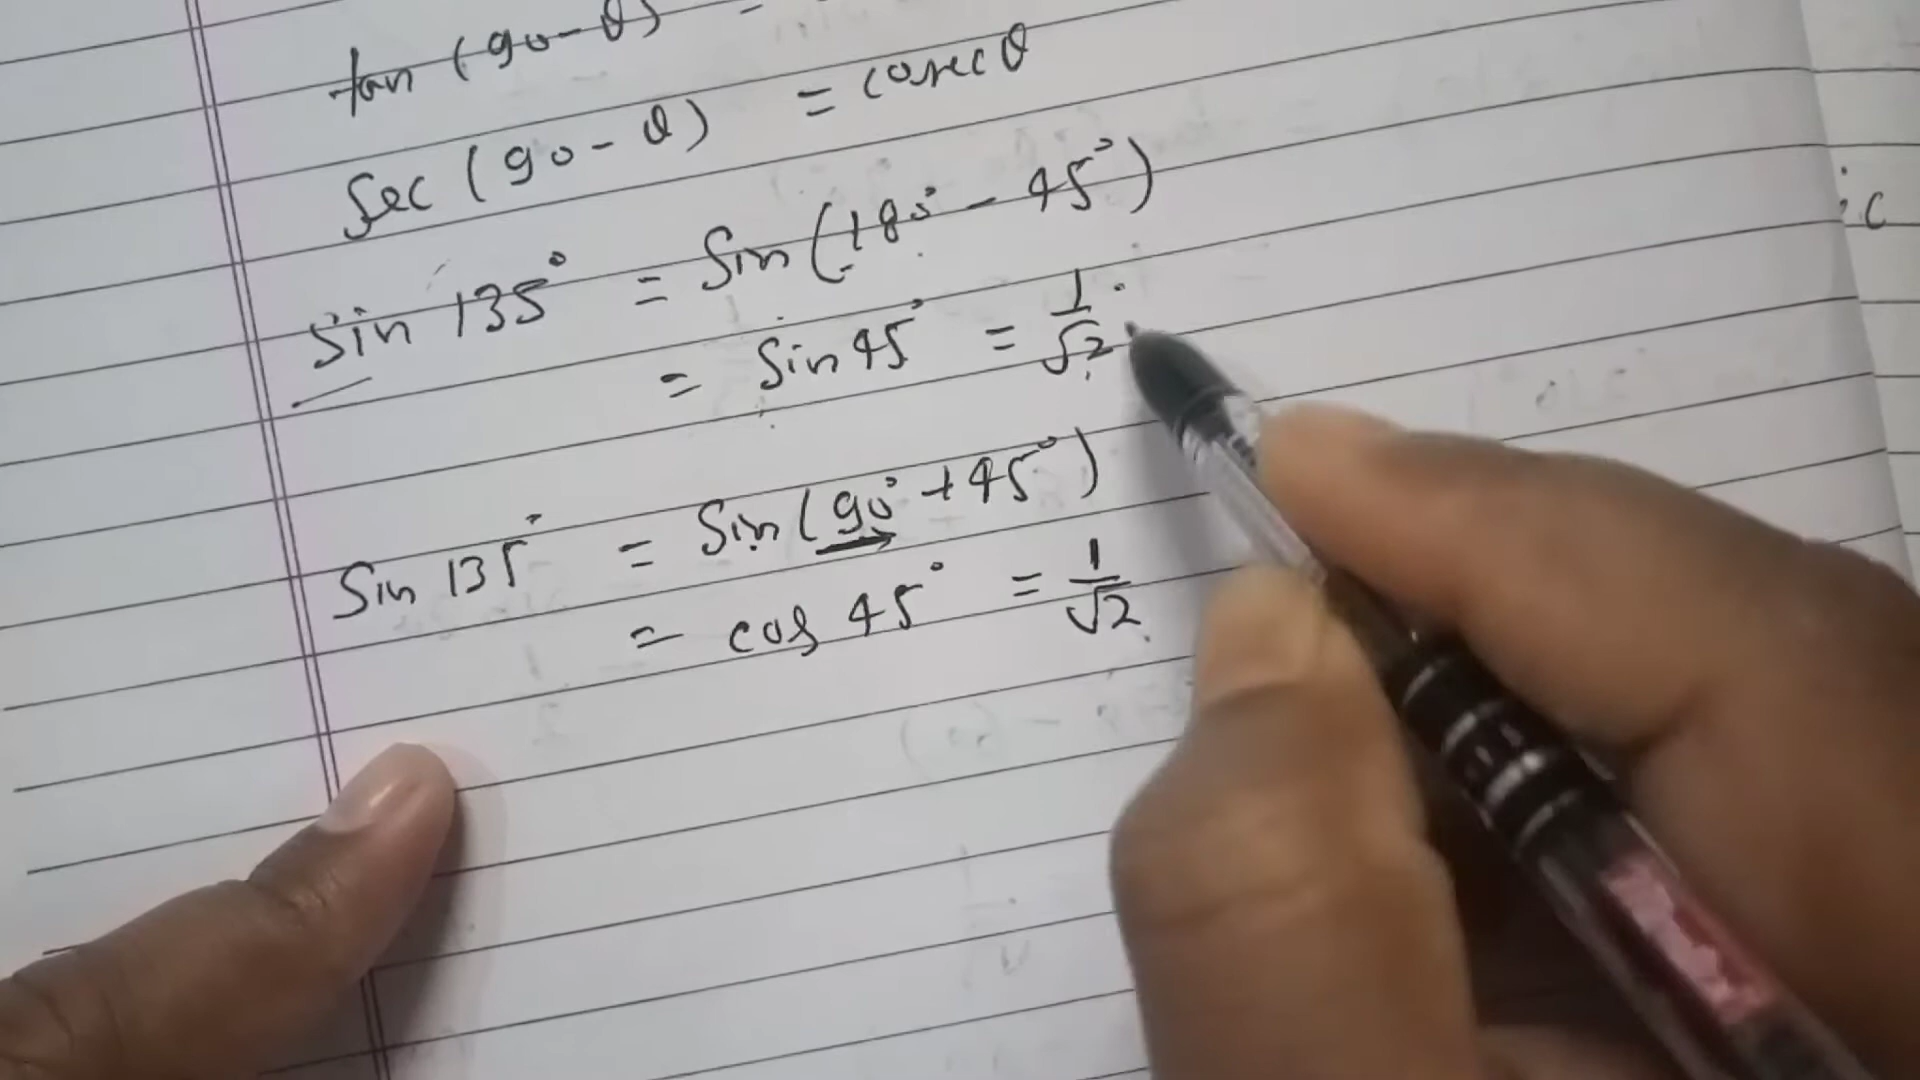 tan (90-θ) =
sec (90-θ) = cosec θ
Sin 135° = Sin (180° - 45°)
= Sin 45° = 1/√2
Sin 135° = Sin (90° + 45°)
= cos 45° = 1/√2